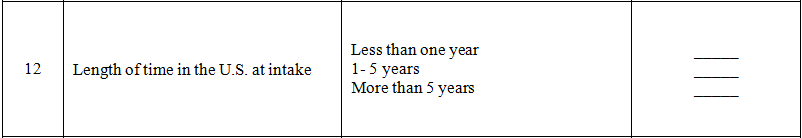 12
Length of time in the U.S. at intake
Less than one year
1- 5 years
More than 5 years